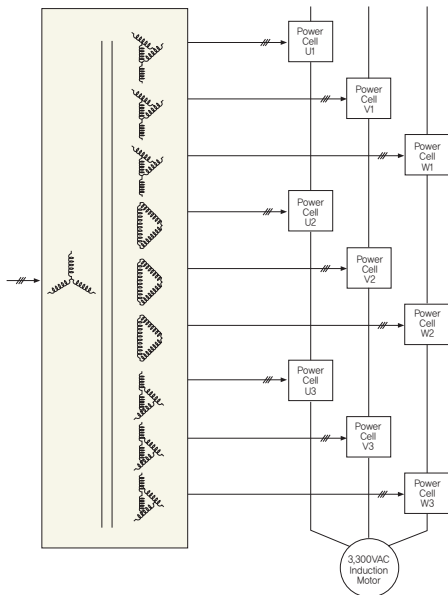 Power
Cell
U1
Power
Cell
V1
Power
Cell
W1
Power
Cell
U2
Power
Cell
V2
Power
Cell
W2
Power
Cell
U3
Power
Cell
V3
Power
Cell
W3
3,300VAC
Induction
Motor